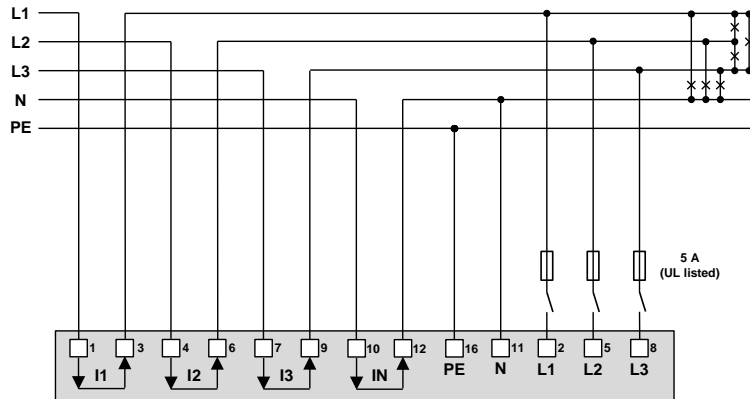 L1
L2
L3
N
PE
5 A
(UL listed)
1 3 4 6 7 9 10 12 16 11 2 5 8
I1 I2 I3 IN PE N L1 L2 L3